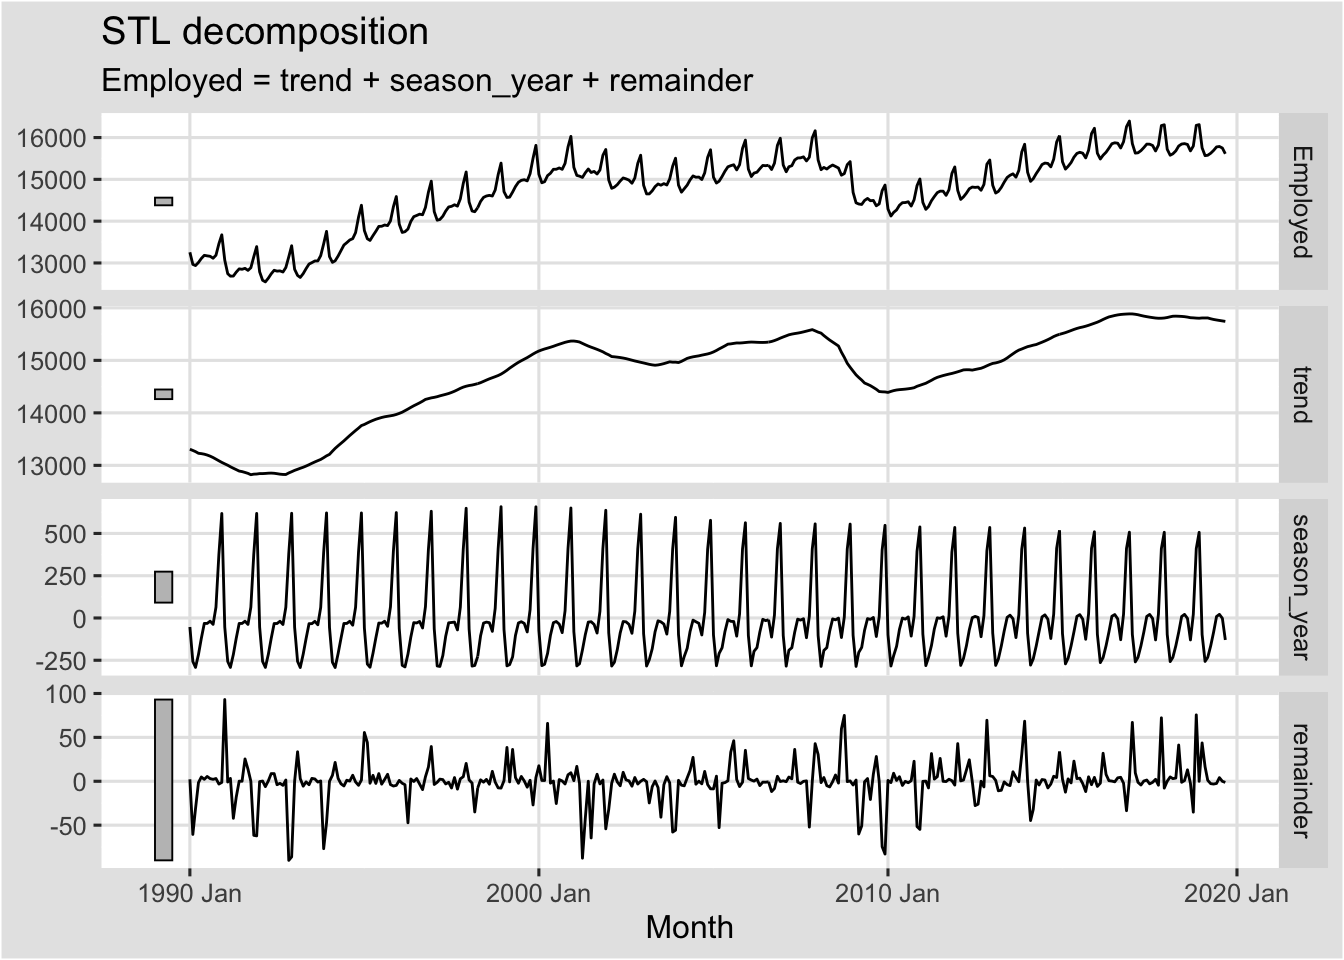 STL decomposition
Employed = trend + season_year + remainder
16000
15000
14000
13000
Employed
16000
15000
14000
13000
trend
500
250
0
-250
season_year
100
50
0
-50
remainder
1990 Jan
2000 Jan
2010 Jan
2020 Jan
Month